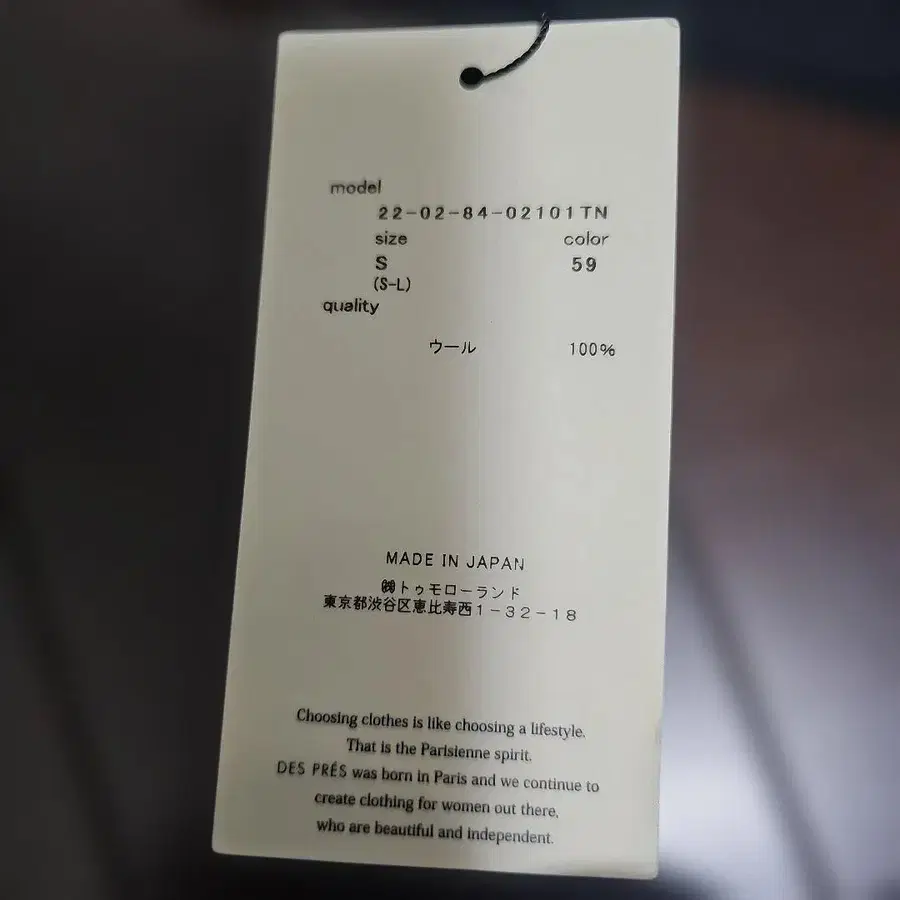 model
22-02-84-02101TN
size color
S 59
(S-L)
quality
ウール 100%
MADE IN JAPAN
㈱トゥモローランド
東京都渋谷区恵比寿西1-32-18
Choosing clothes is like choosing a lifestyle.
That is the Parisienne spirit.
DES PRÉS was born in Paris and we continue to
create clothing for women out there,
who are beautiful and independent.